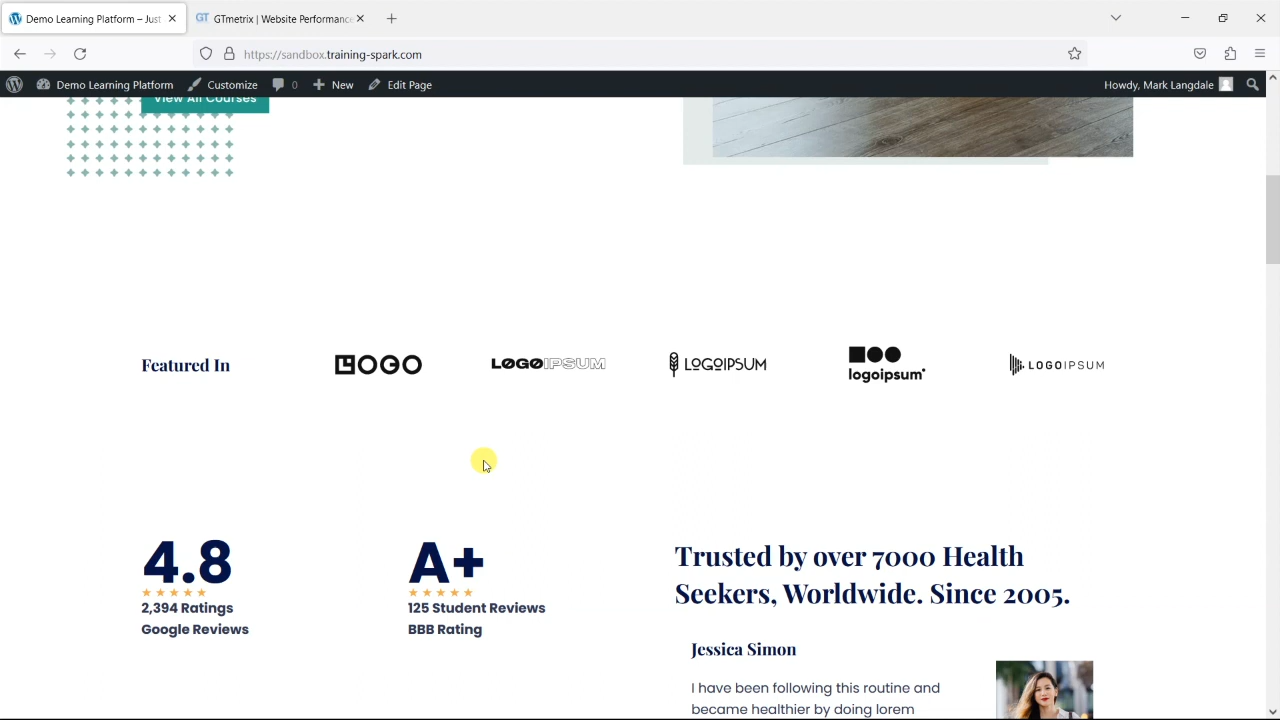 Demo Learning Platform – Just
GT GTmetrix | Website Performance
https://sandbox.training-spark.com
Demo Learning Platform Customize 0 New Edit Page Howdy, Mark Langdale
View All Courses
Featured In
LOGO
LOGOIPSUM
LOGOIPSUM
logoipsum
LOGOIPSUM
4.8
2,394 Ratings
Google Reviews
A+
125 Student Reviews
BBB Rating
Trusted by over 7000 Health
Seekers, Worldwide. Since 2005.
Jessica Simon
I have been following this routine and
became healthier by doing lorem